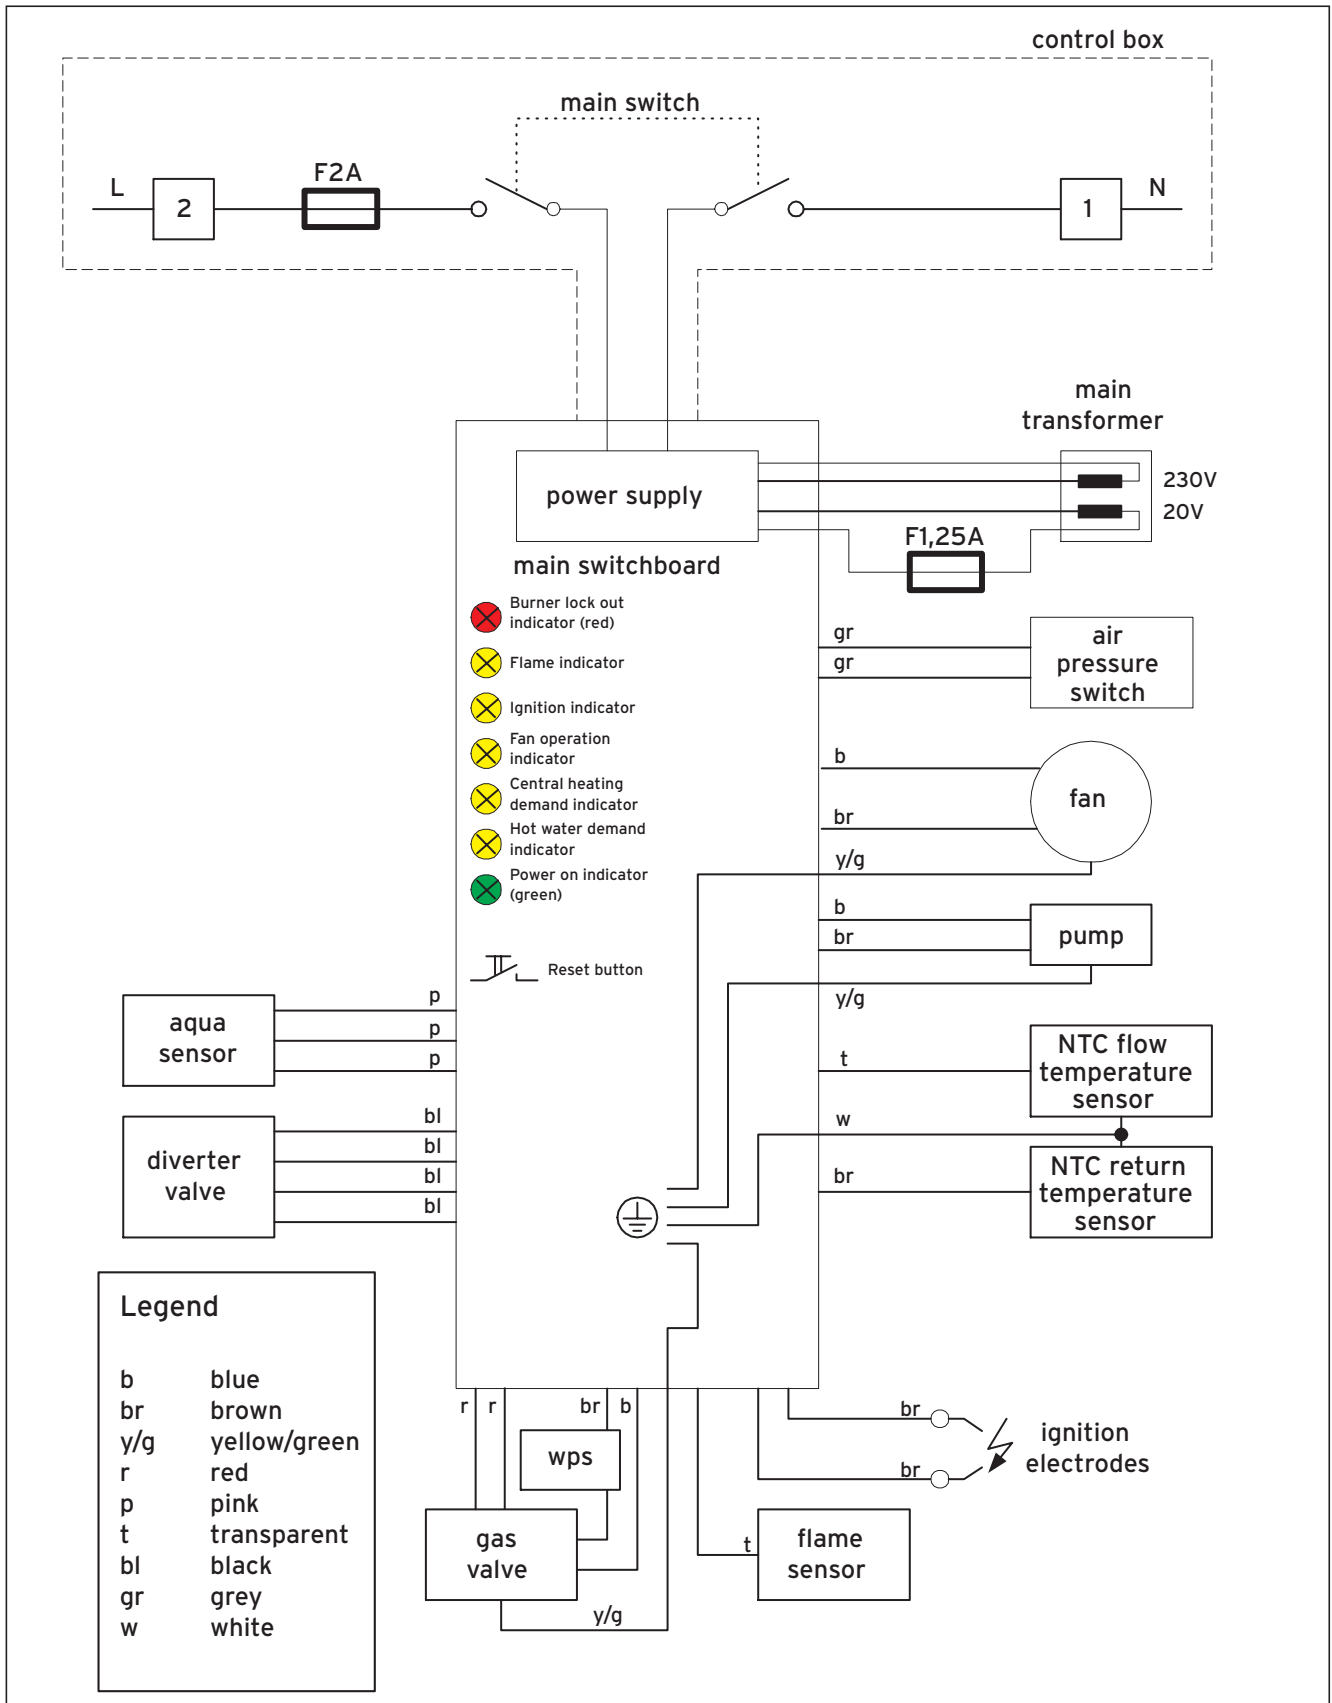 control box
main switch
L
2
F2A
1
N
main
transformer
230V
20V
power supply
F1,25A
main switchboard
Burner lock out
indicator (red)
Flame indicator
Ignition indicator
Fan operation
indicator
Central heating
demand indicator
Hot water demand
indicator
Power on indicator
(green)
Reset button
gr
gr
air
pressure
switch
b
br
y/g
fan
b
br
y/g
pump
t
NTC flow
temperature
sensor
w
br
NTC return
temperature
sensor
aqua
sensor
p
p
p
diverter
valve
bl
bl
bl
bl
Legend
b blue
br brown
y/g yellow/green
r red
p pink
t transparent
bl black
gr grey
w white
r
r
br
b
wps
gas
valve
y/g
t
flame
sensor
br
br
ignition
electrodes